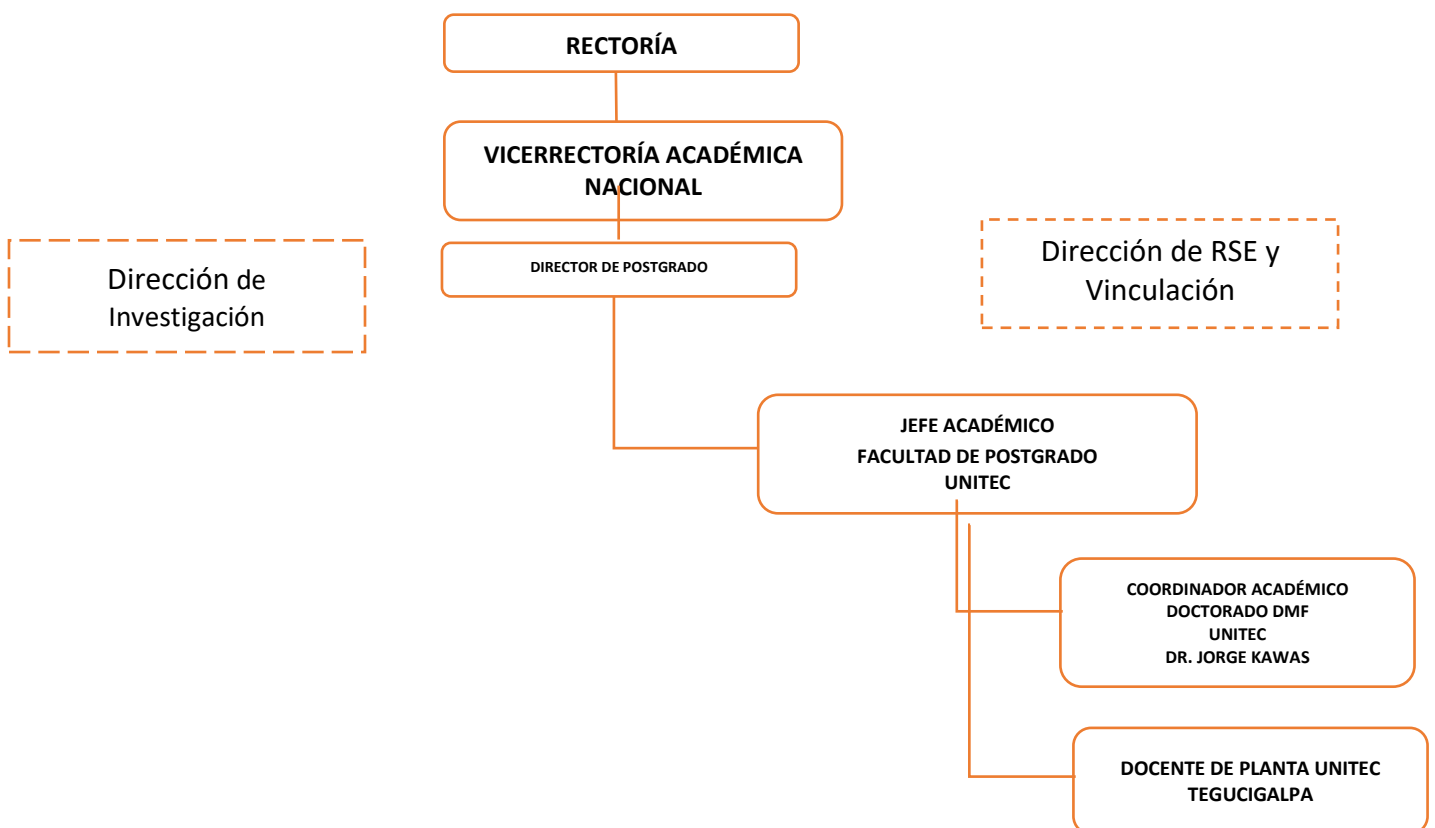 RECTORÍA
VICERRECTORÍA ACADÉMICA
NACIONAL
Dirección de
Investigación
DIRECTOR DE POSTGRADO
Dirección de RSE y
Vinculación
JEFE ACADÉMICO
FACULTAD DE POSTGRADO
UNITEC
COORDINADOR ACADÉMICO
DOCTORADO DMF
UNITEC
DR. JORGE KAWAS
DOCENTE DE PLANTA UNITEC
TEGUCIGALPA